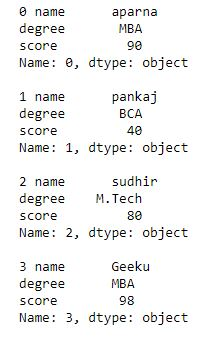 0 name       aparna
degree       MBA
score         90
Name: 0, dtype: object

1 name       pankaj
degree       BCA
score         40
Name: 1, dtype: object

2 name       sudhir
degree    M.Tech
score         80
Name: 2, dtype: object

3 name       Geeku
degree      MBA
score        98
Name: 3, dtype: object